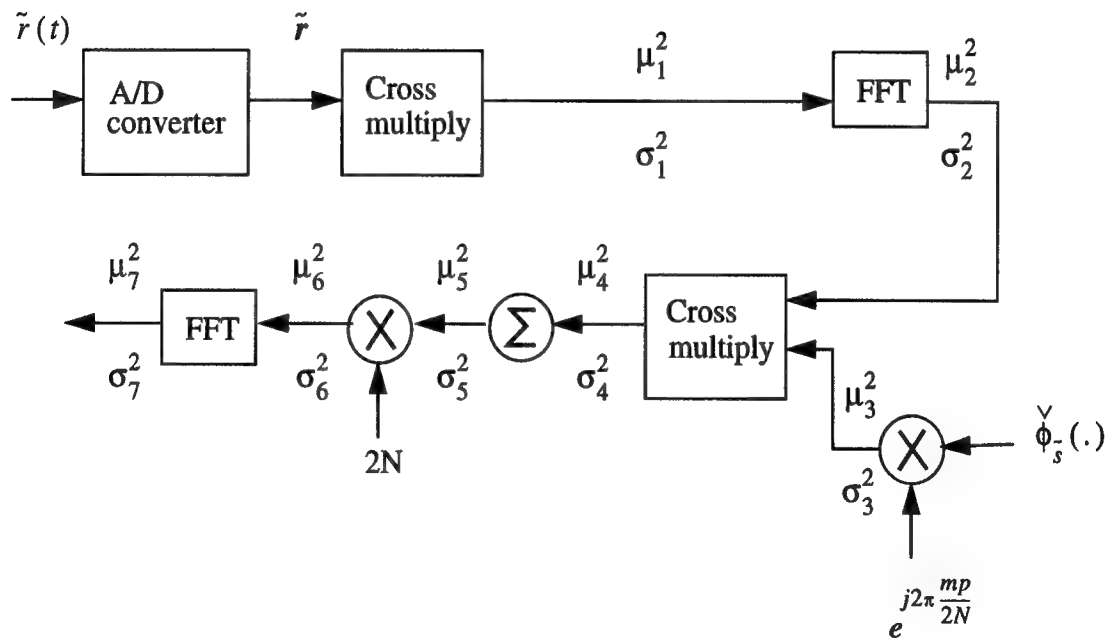 r̃(t)
r̃
A/D
converter
Cross
multiply
μ₁²
σ₁²
FFT
μ₂²
σ₂²
μ₇²
σ₇²
FFT
μ₆²
σ₆²
X
2N
μ₅²
σ₅²
Σ
μ₄²
σ₄²
Cross
multiply
μ₃²
σ₃²
X
φ̌_s̃(.)
e^{j2π mp/2N}